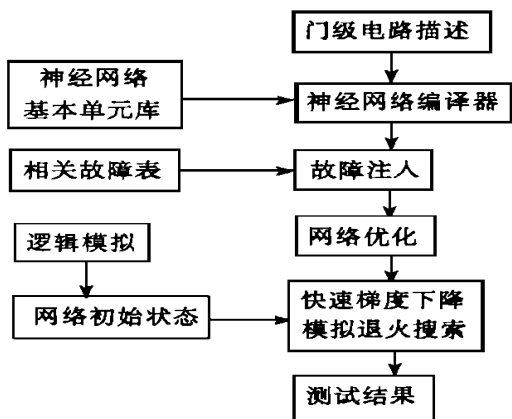 门级电路描述
神经网络
基本单元库
神经网络编译器
相关故障表
故障注人
逻辑模拟
网络优化
网络初始状态
快速梯度下降
模拟退火搜索
测试结果